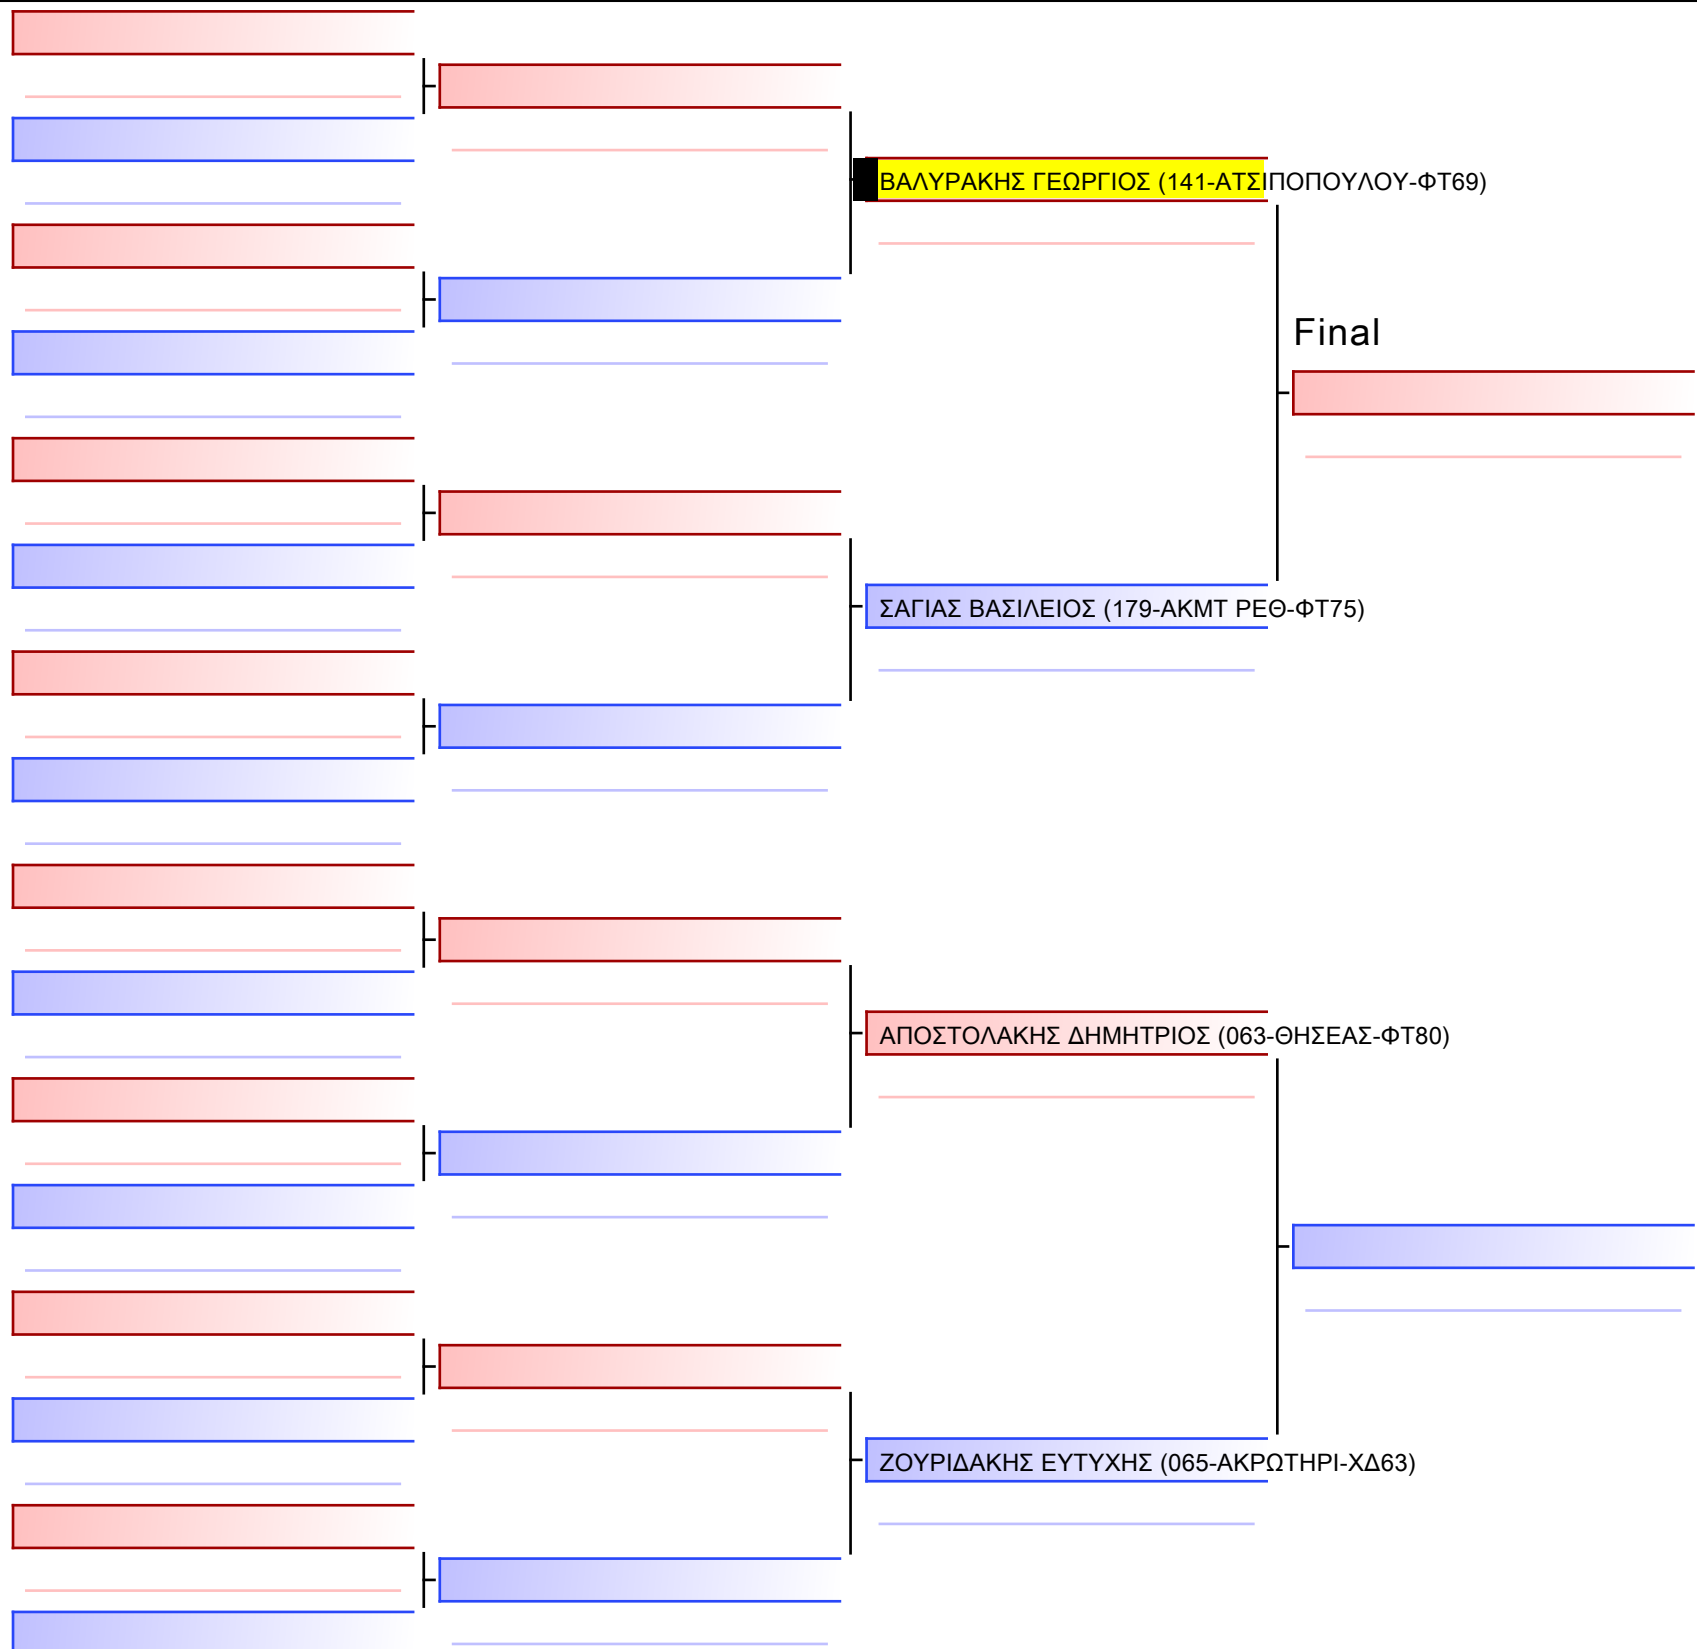 ΒΑΛΥΡΑΚΗΣ ΓΕΩΡΓΙΟΣ (141-ΑΤΣΙΠΟΠΟΥΛΟΥ-ΦΤ69)
Final
ΣΑΓΙΑΣ ΒΑΣΙΛΕΙΟΣ (179-ΑΚΜΤ ΡΕΘ-ΦΤ75)
ΑΠΟΣΤΟΛΑΚΗΣ ΔΗΜΗΤΡΙΟΣ (063-ΘΗΣΕΑΣ-ΦΤ80)
ΖΟΥΡΙΔΑΚΗΣ ΕΥΤΥΧΗΣ (065-ΑΚΡΩΤΗΡΙ-ΧΔ63)